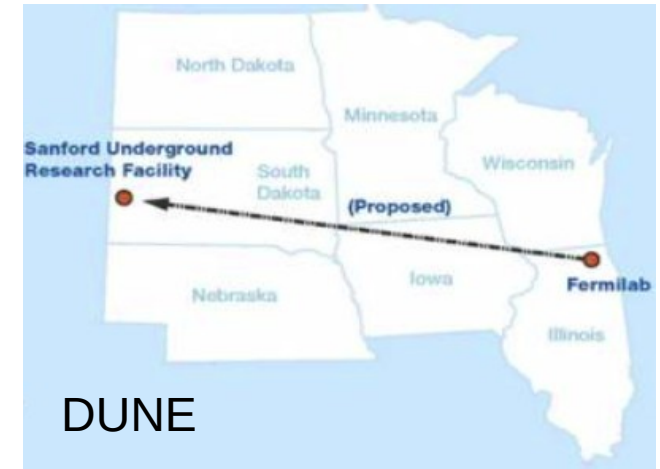 North Dakota
Minnesota
Sanford Underground
Research Facility
South
Dakota
Wisconsin
(Proposed)
Iowa
Fermilab
Nebraska
Illinois
DUNE